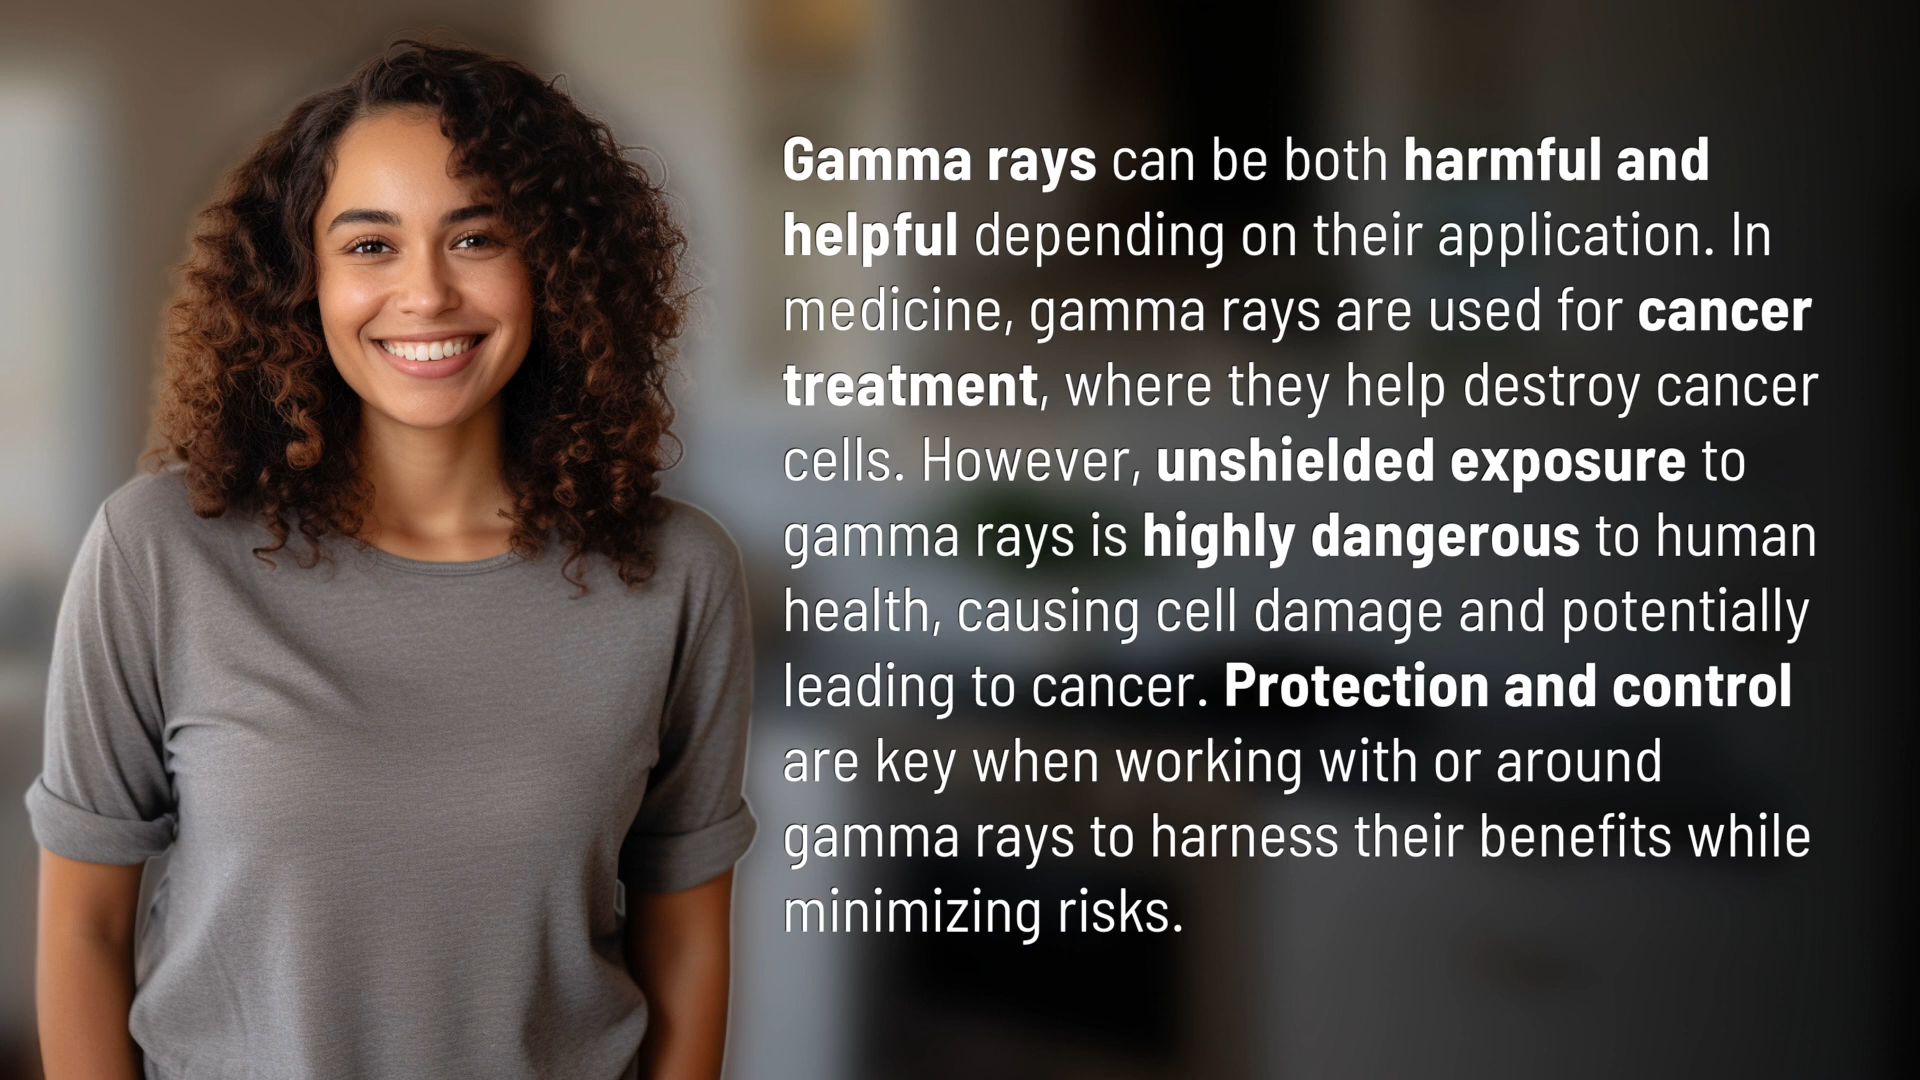 Gamma rays can be both harmful and
helpful depending on their application. In
medicine, gamma rays are used for cancer
treatment, where they help destroy cancer
cells. However, unshielded exposure to
gamma rays is highly dangerous to human
health, causing cell damage and potentially
leading to cancer. Protection and control
are key when working with or around
gamma rays to harness their benefits while
minimizing risks.